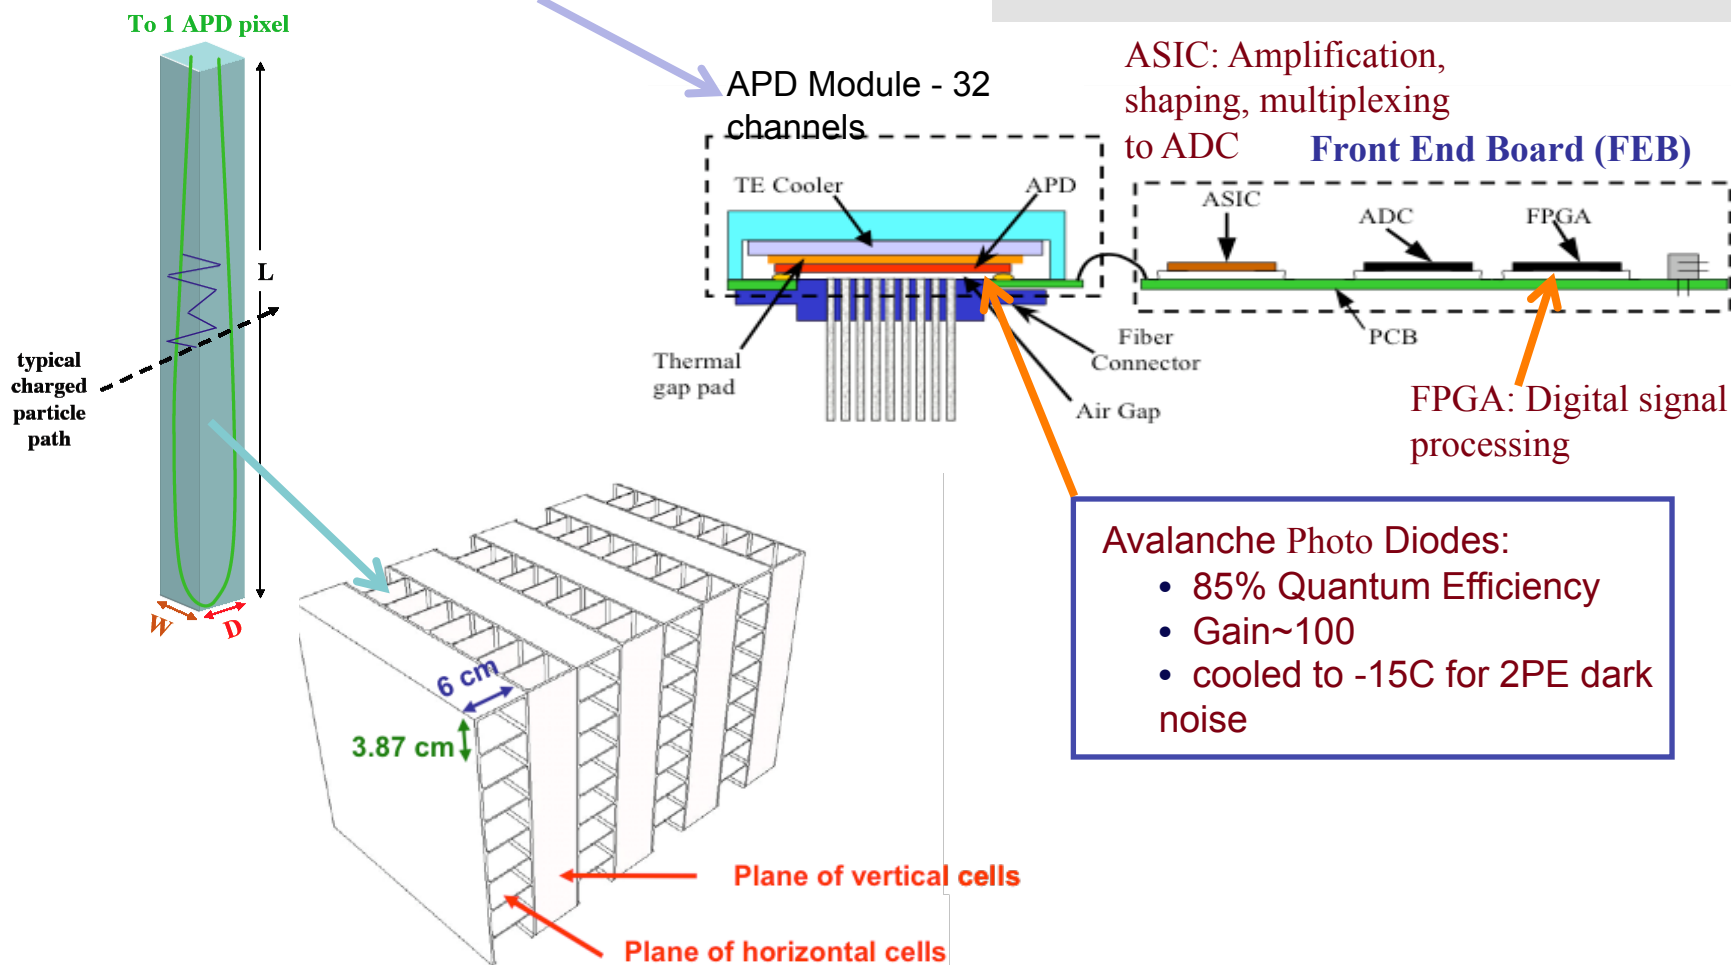 To 1 APD pixel
L
typical
charged
particle
path
W
D
APD Module - 32
channels
TE Cooler
APD
Thermal
gap pad
Fiber
Connector
Air Gap
ASIC: Amplification,
shaping, multiplexing
to ADC
Front End Board (FEB)
ASIC
ADC
FPGA
PCB
FPGA: Digital signal
processing
Avalanche Photo Diodes:
• 85% Quantum Efficiency
• Gain~100
• cooled to -15C for 2PE dark
noise
6 cm
3.87 cm
Plane of vertical cells
Plane of horizontal cells